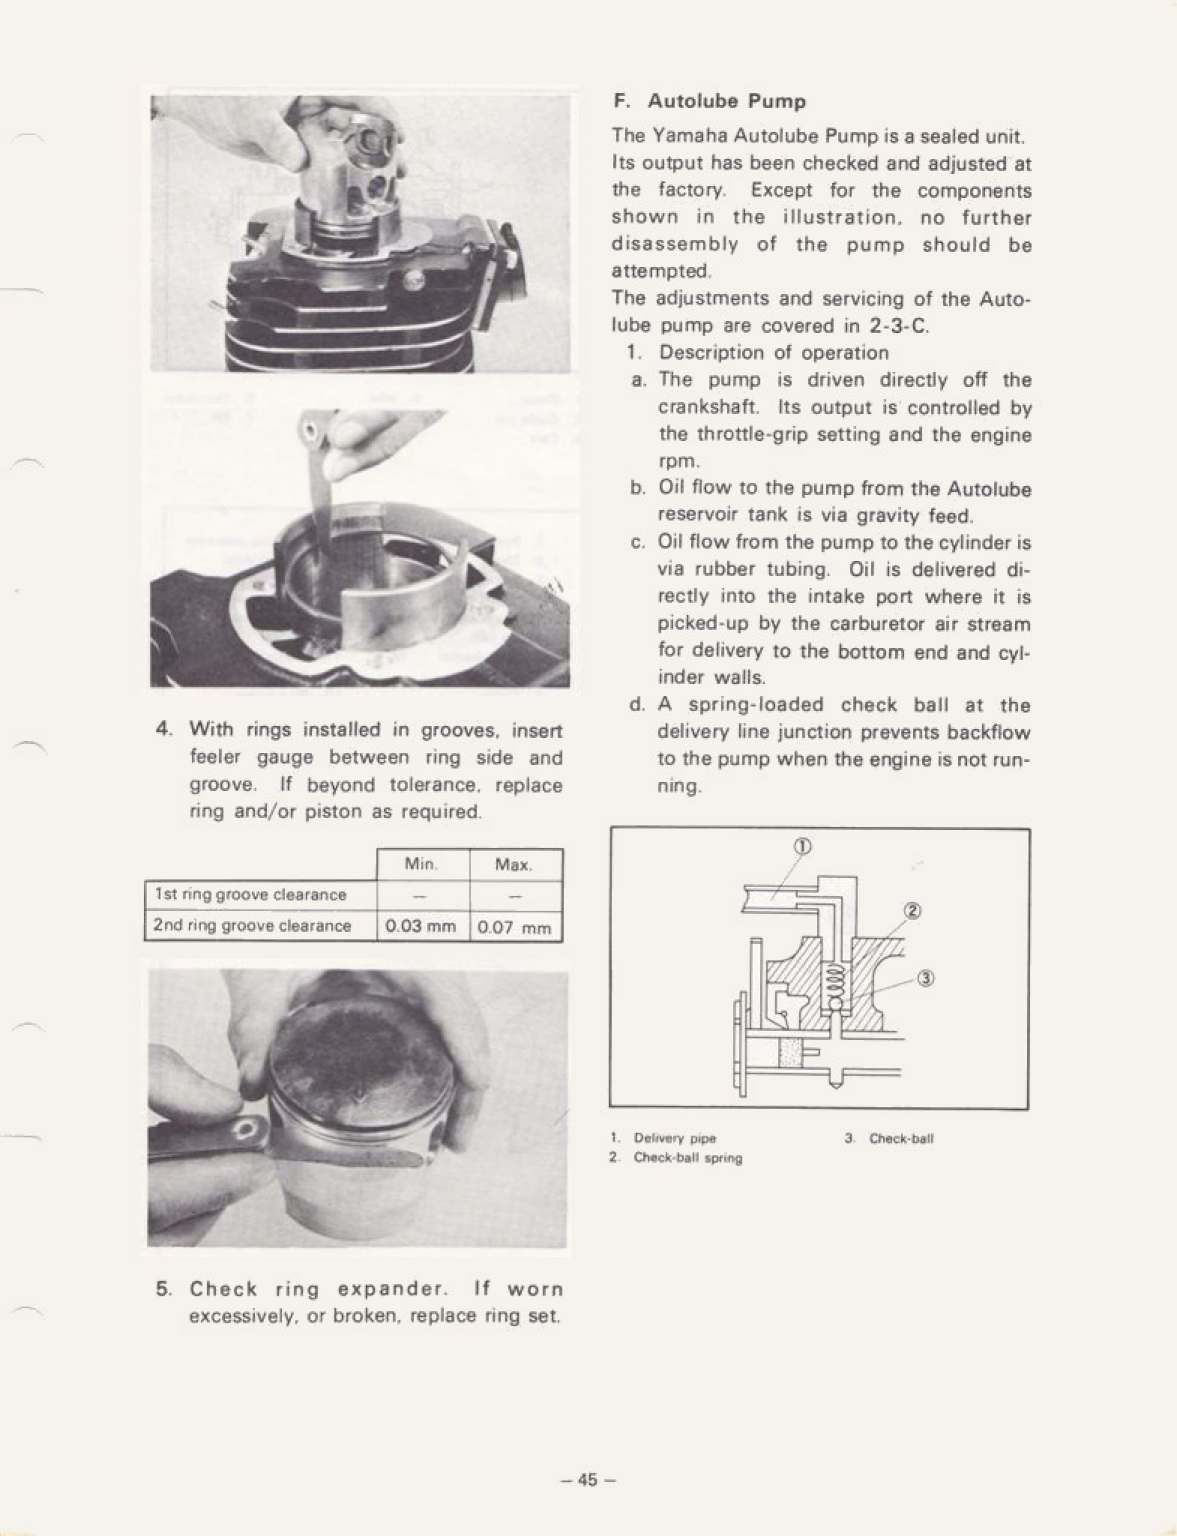 4. With rings installed in grooves, insert
feeler gauge between ring side and
groove. If beyond tolerance, replace
ring and/or piston as required.
Min. Max.
1st ring groove clearance — —
2nd ring groove clearance 0.03 mm 0.07 mm
5. Check ring expander. If worn
excessively, or broken, replace ring set.
F. Autolube Pump
The Yamaha Autolube Pump is a sealed unit.
Its output has been checked and adjusted at
the factory. Except for the components
shown in the illustration, no further
disassembly of the pump should be
attempted.
The adjustments and servicing of the Auto-
lube pump are covered in 2-3-C.
1. Description of operation
a. The pump is driven directly off the
crankshaft. Its output is controlled by
the throttle-grip setting and the engine
rpm.
b. Oil flow to the pump from the Autolube
reservoir tank is via gravity feed.
c. Oil flow from the pump to the cylinder is
via rubber tubing. Oil is delivered di-
rectly into the intake port where it is
picked-up by the carburetor air stream
for delivery to the bottom end and cyl-
inder walls.
d. A spring-loaded check ball at the
delivery line junction prevents backflow
to the pump when the engine is not run-
ning.
①
②
③
1. Delivery pipe 3. Check-ball
2. Check-ball spring
— 45 —